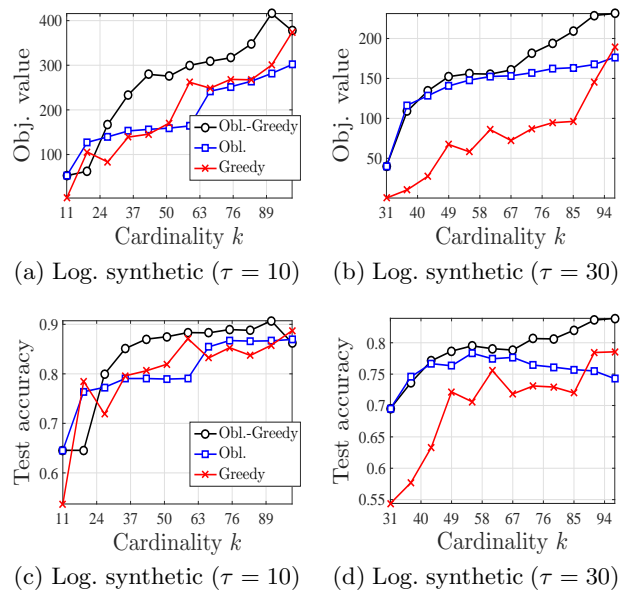 400
300
200
100
Obj. value
Obl.-Greedy
Obl.
Greedy
11 24 37 50 63 76 89
Cardinality k
(a) Log. synthetic (τ = 10)
200
150
100
50
Obj. value
31 40 49 58 67 76 85 94
Cardinality k
(b) Log. synthetic (τ = 30)
0.9
0.8
0.7
0.6
Test accuracy
Obl.-Greedy
Obl.
Greedy
11 24 37 50 63 76 89
Cardinality k
(c) Log. synthetic (τ = 10)
0.8
0.75
0.7
0.65
0.6
0.55
Test accuracy
31 40 49 58 67 76 85 94
Cardinality k
(d) Log. synthetic (τ = 30)